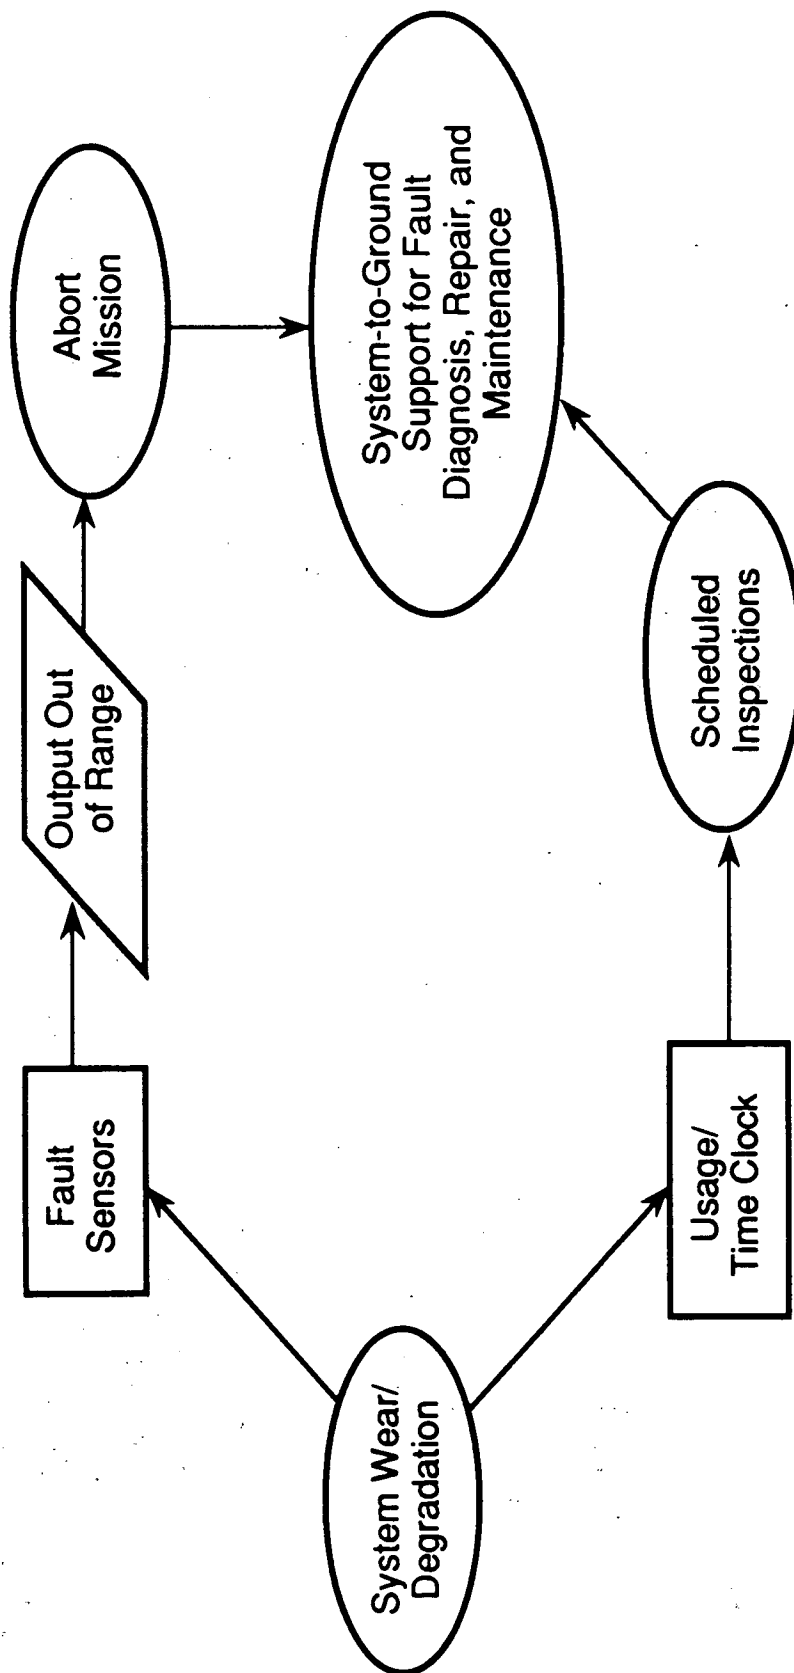 System Wear/
Degradation
Fault
Sensors
Output Out
of Range
Abort
Mission
System-to-Ground
Support for Fault
Diagnosis, Repair, and
Maintenance
Usage/
Time Clock
Scheduled
Inspections